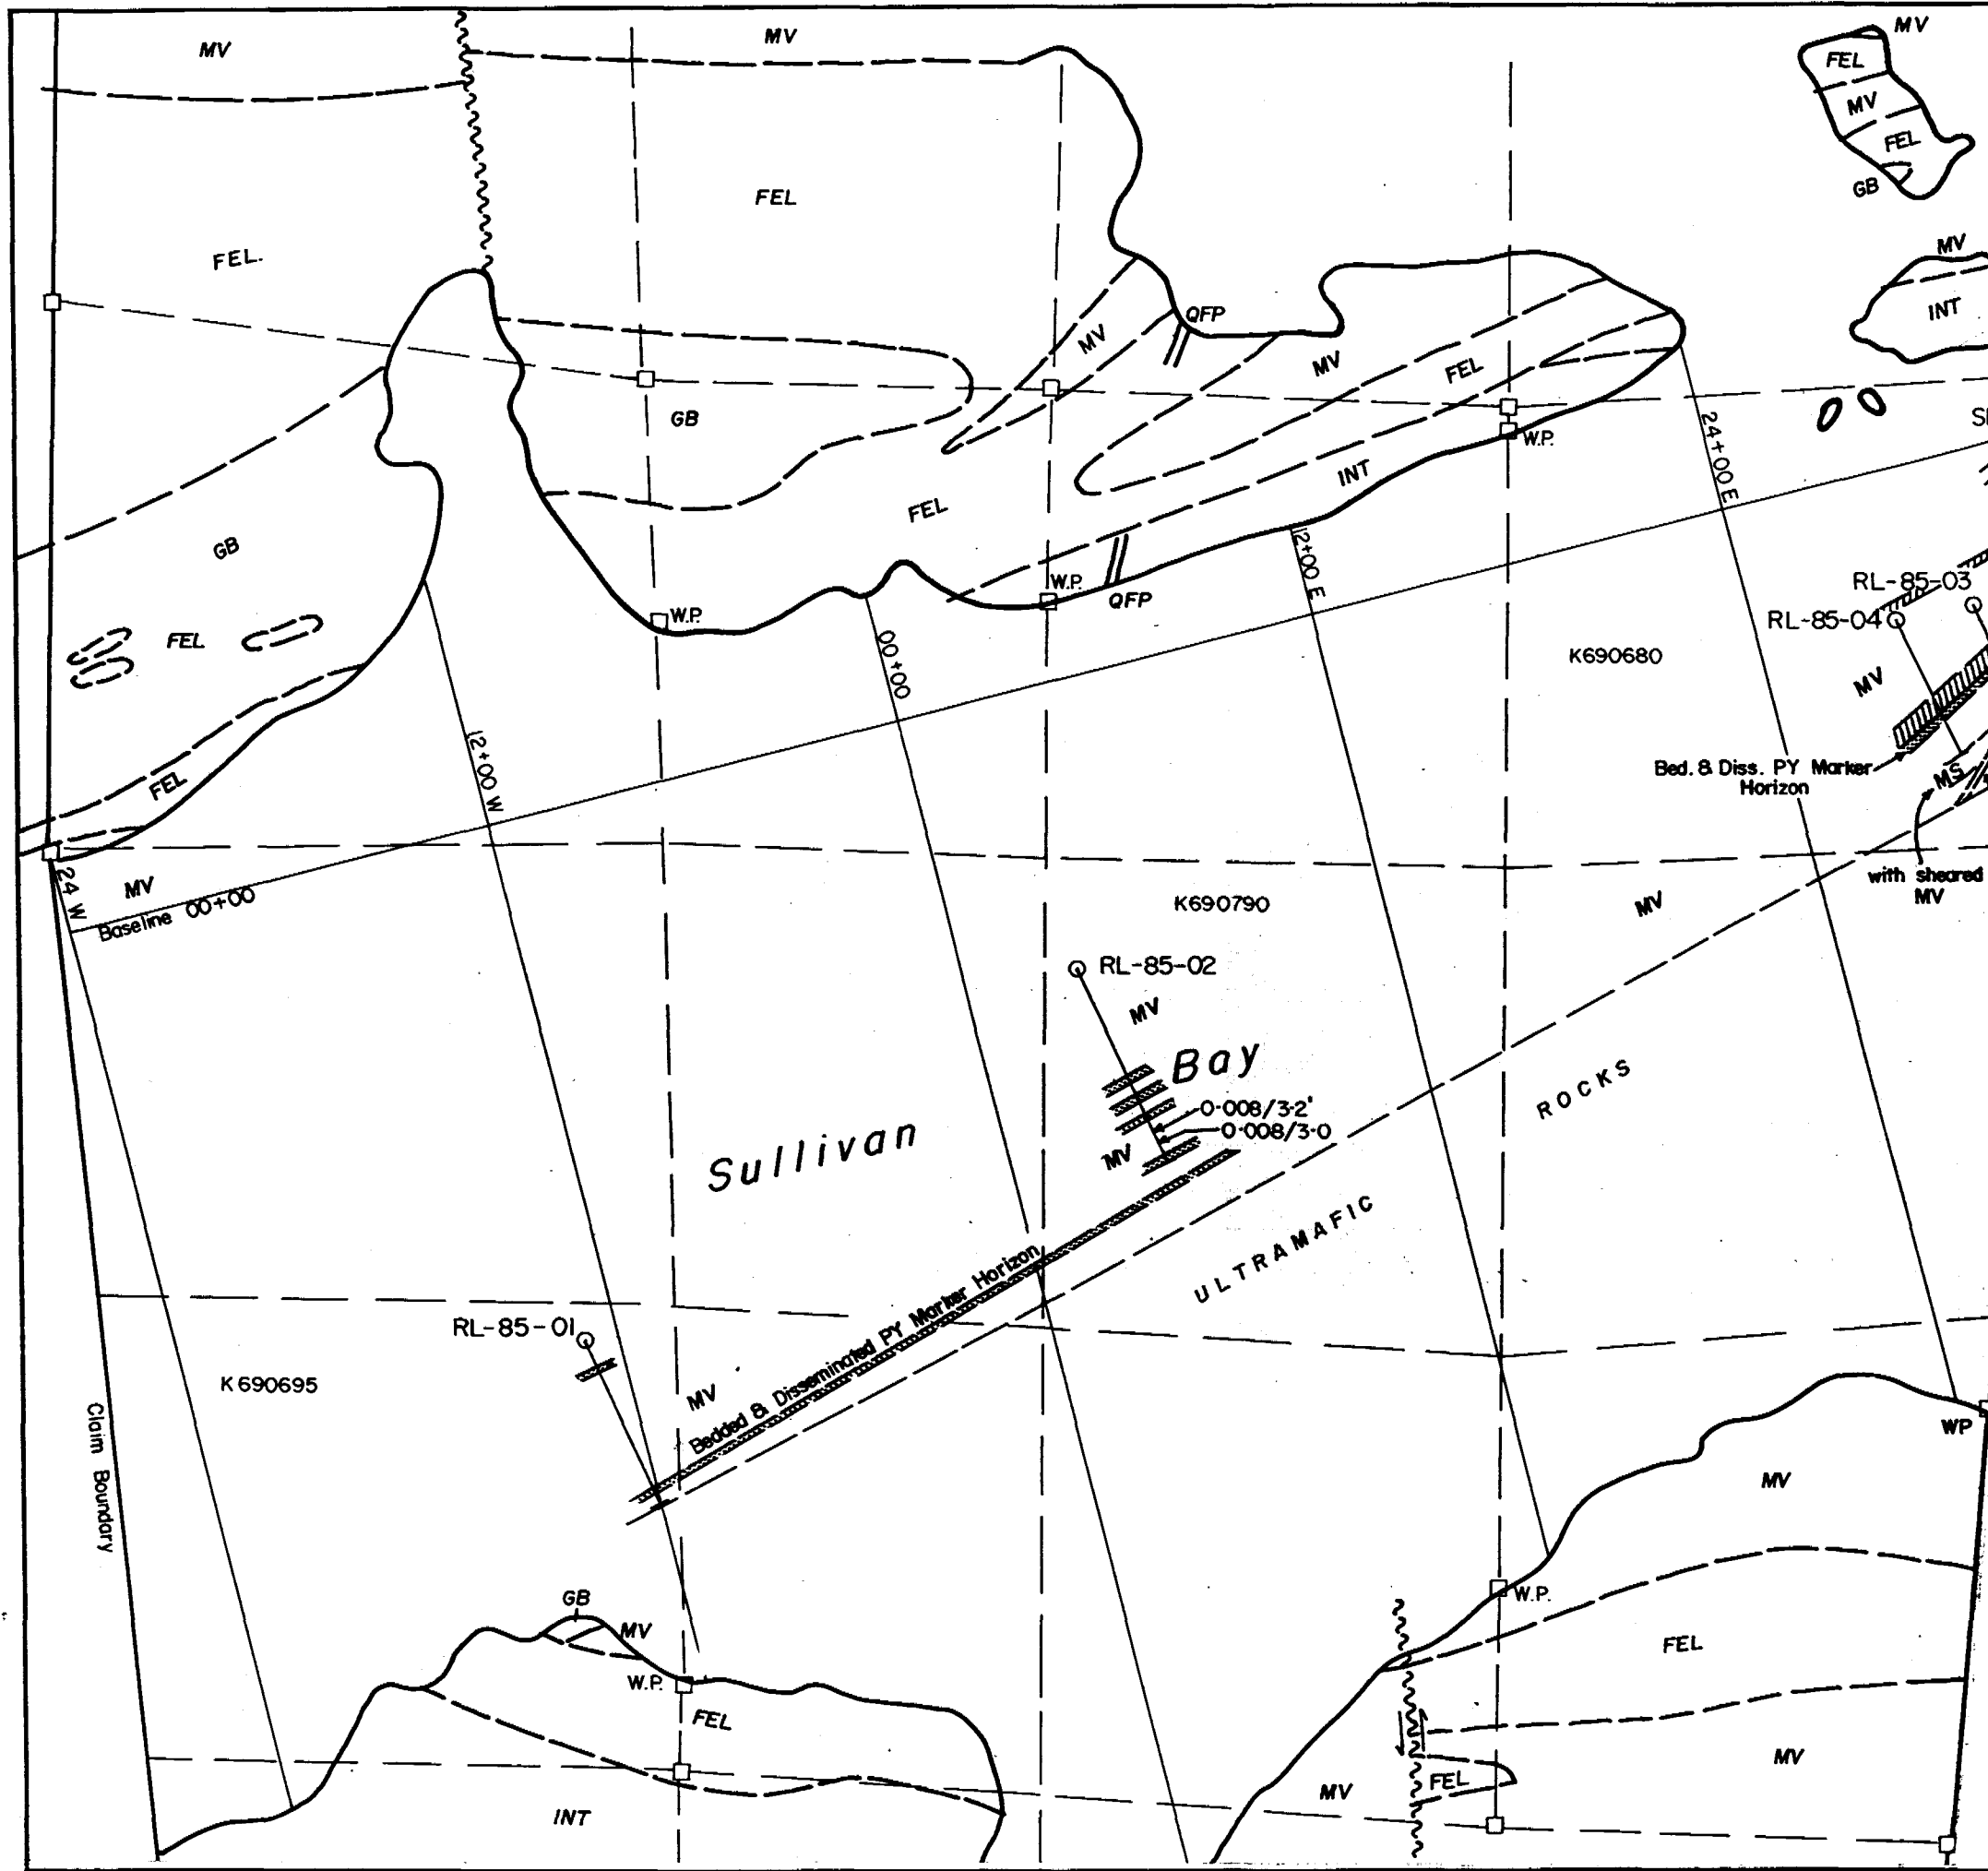 MV
MV
MV
FEL
MV
FEL
GB
FEL
FEL.
MV
INT
QFP
MV
MV
FEL
GB
W.P.
24+00 E
INT
FEL
GB
12+00 E
W.P.
QFP
RL-85-03
RL-85-04
W.P.
FEL
00+00
K690680
MV
12+00 W
Bed. & Diss. PY Marker
Horizon
MS
FEL
with sheared
MV
24 W
MV
Baseline 00+00
K690790
MV
RL-85-02
MV
Bay
ROCKS
0.008/3.2'
0.008/3.0
Sullivan
MV
ULTRAMAFIC
Bedded & Disseminated PY Marker Horizon
RL-85-01
K690695
MV
Claim Boundary
WP
MV
GB
W.P.
MV
FEL
W.P.
FEL
MV
FEL
MV
INT